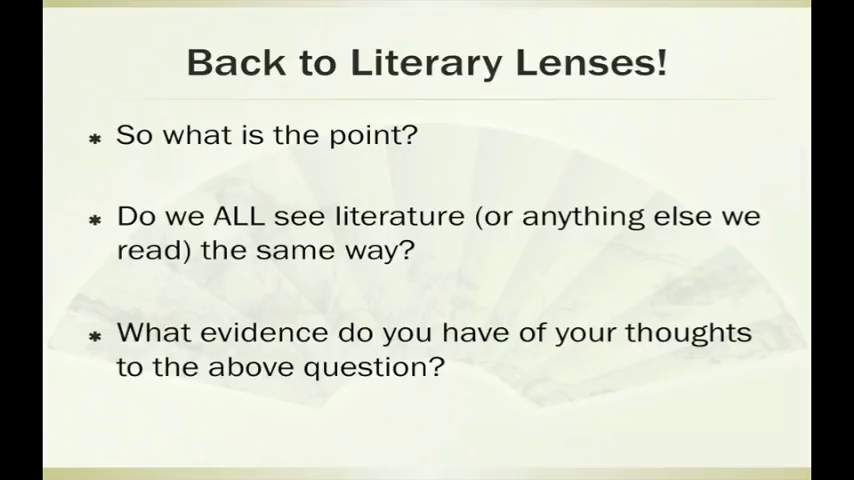 Back to Literary Lenses!
* So what is the point?
* Do we ALL see literature (or anything else we
read) the same way?
* What evidence do you have of your thoughts
to the above question?